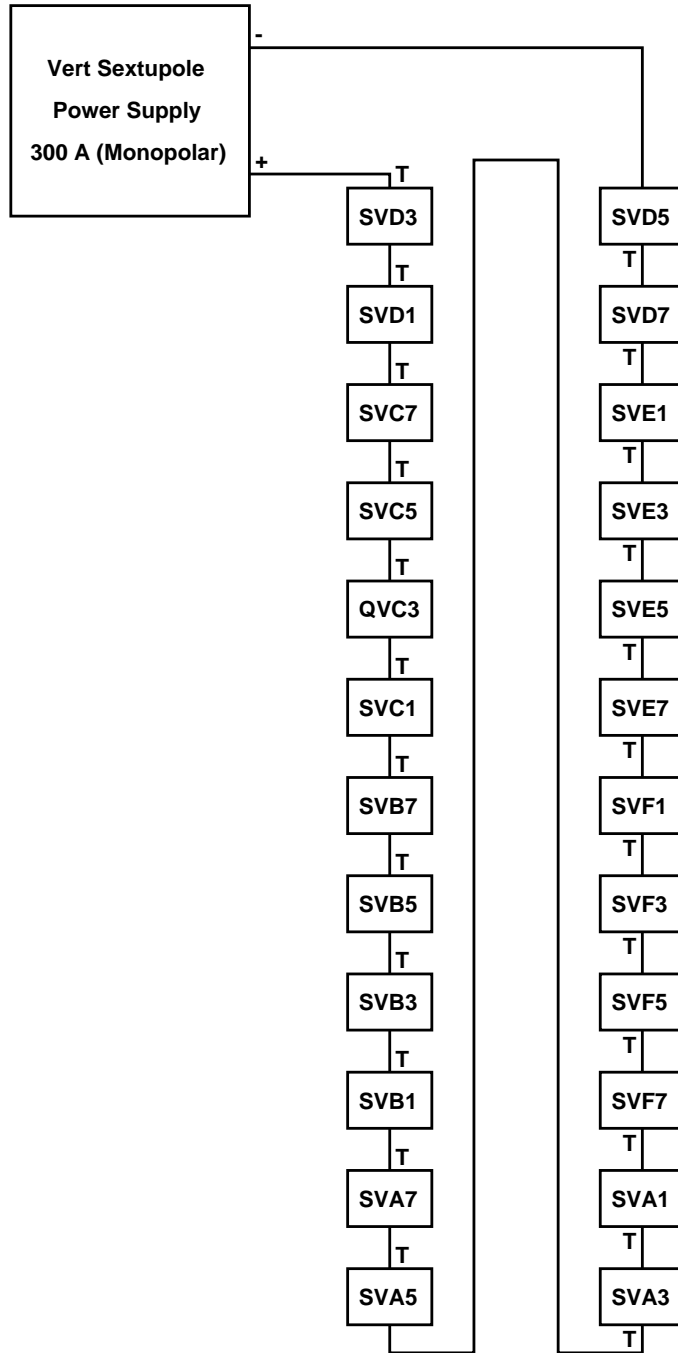 -
Vert Sextupole
Power Supply
300 A (Monopolar)
+
T
SVD3
SVD5
T
T
SVD1
SVD7
T
T
SVC7
SVE1
T
T
SVC5
SVE3
T
T
QVC3
SVE5
T
T
SVC1
SVE7
T
T
SVB7
SVF1
T
T
SVB5
SVF3
T
T
SVB3
SVF5
T
T
SVB1
SVF7
T
T
SVA7
SVA1
T
T
SVA5
SVA3
T